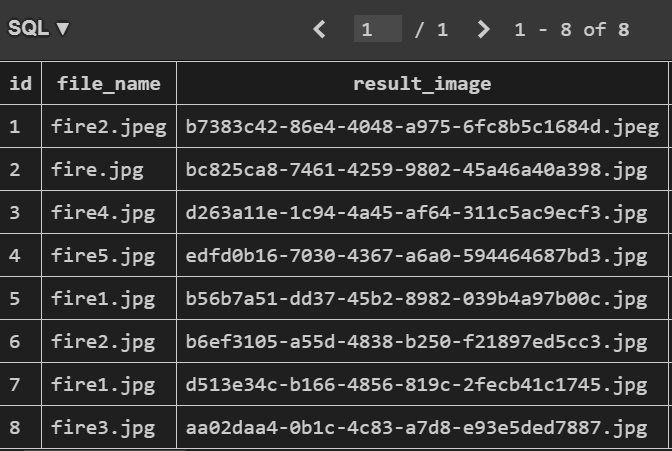 SQL ▼ < 1 / 1 > 1 - 8 of 8
id file_name result_image
1 fire2.jpeg b7383c42-86e4-4048-a975-6fc8b5c1684d.jpeg
2 fire.jpg bc825ca8-7461-4259-9802-45a46a40a398.jpg
3 fire4.jpg d263a11e-1c94-4a45-af64-311c5ac9ecf3.jpg
4 fire5.jpg edfd0b16-7030-4367-a6a0-594464687bd3.jpg
5 fire1.jpg b56b7a51-dd37-45b2-8982-039b4a97b00c.jpg
6 fire2.jpg b6ef3105-a55d-4838-b250-f21897ed5cc3.jpg
7 fire1.jpg d513e34c-b166-4856-819c-2fecb41c1745.jpg
8 fire3.jpg aa02daa4-0b1c-4c83-a7d8-e93e5ded7887.jpg